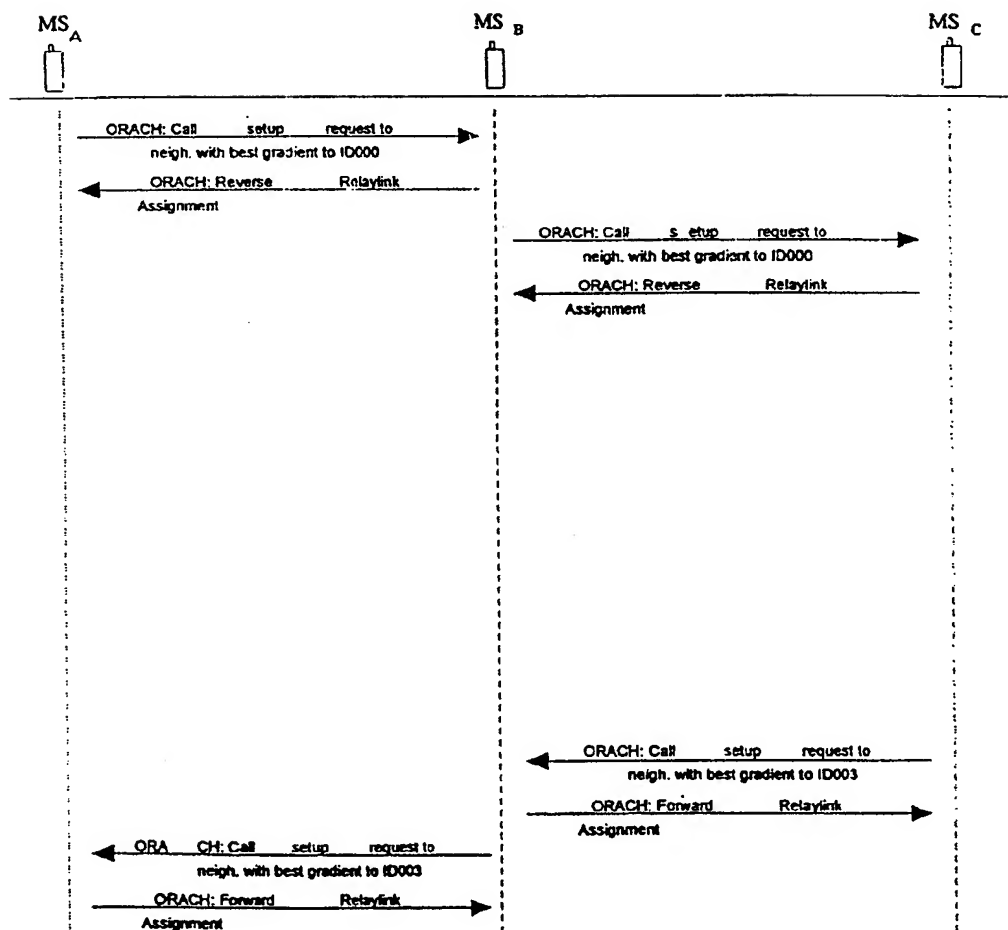 MS A
MS B
MS C
ORACH: Call setup request to
neigh. with best gradient to ID000
ORACH: Reverse Relaylink
Assignment
ORACH: Call s etup request to
neigh. with best gradient to ID000
ORACH: Reverse Relaylink
Assignment
ORACH: Call setup request to
neigh. with best gradient to ID003
ORACH: Forward Relaylink
Assignment
ORA CH: Call setup request to
neigh. with best gradient to ID003
ORACH: Forward Relaylink
Assignment